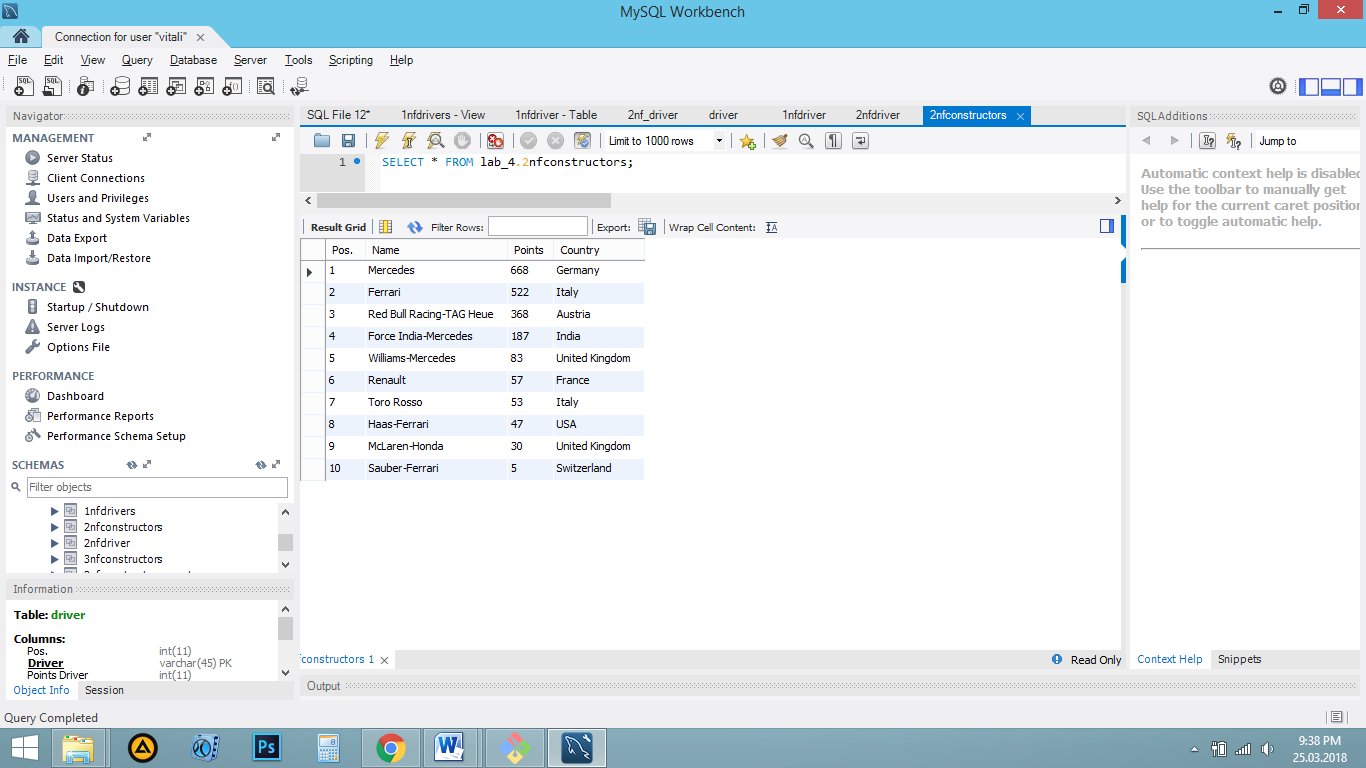 MySQL Workbench
Connection for user "vitali"
File Edit View Query Database Server Tools Scripting Help
Navigator
MANAGEMENT
Server Status
Client Connections
Users and Privileges
Status and System Variables
Data Export
Data Import/Restore
INSTANCE
Startup / Shutdown
Server Logs
Options File
PERFORMANCE
Dashboard
Performance Reports
Performance Schema Setup
SCHEMAS
Filter objects
1nfdrivers
2nfconstructors
2nfdriver
3nfconstructors
Information
Table: driver
Columns:
Pos. int(11)
Driver varchar(45) PK
Points Driver int(11)
Object Info Session
Query Completed
SQL File 12* 1nfdrivers - View 1nfdriver - Table 2nf_driver driver 1nfdriver 2nfdriver 2nfconstructors
Limit to 1000 rows
1 SELECT * FROM lab_4.2nfconstructors;
Result Grid Filter Rows: Export: Wrap Cell Content:
Pos. Name Points Country
1 Mercedes 668 Germany
2 Ferrari 522 Italy
3 Red Bull Racing-TAG Heue 368 Austria
4 Force India-Mercedes 187 India
5 Williams-Mercedes 83 United Kingdom
6 Renault 57 France
7 Toro Rosso 53 Italy
8 Haas-Ferrari 47 USA
9 McLaren-Honda 30 United Kingdom
10 Sauber-Ferrari 5 Switzerland
constructors 1
Read Only
Output
SQLAdditions
Jump to
Automatic context help is disabled
Use the toolbar to manually get
help for the current caret position
or to toggle automatic help.
Context Help Snippets
Ps
9:38 PM
25.03.2018